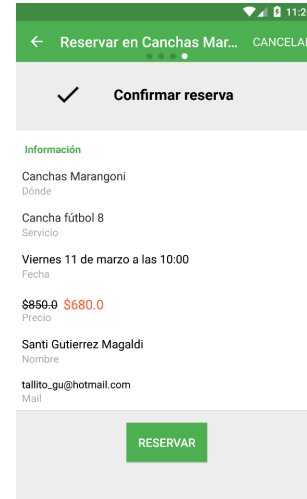 11:2
Reservar en Canchas Mar... CANCELAR
Confirmar reserva
Información
Canchas Marangoni
Dónde
Cancha fútbol 8
Servicio
Viernes 11 de marzo a las 10:00
Fecha
$850.0 $680.0
Precio
Santi Gutierrez Magaldi
Nombre
tallito_gu@hotmail.com
Mail
RESERVAR